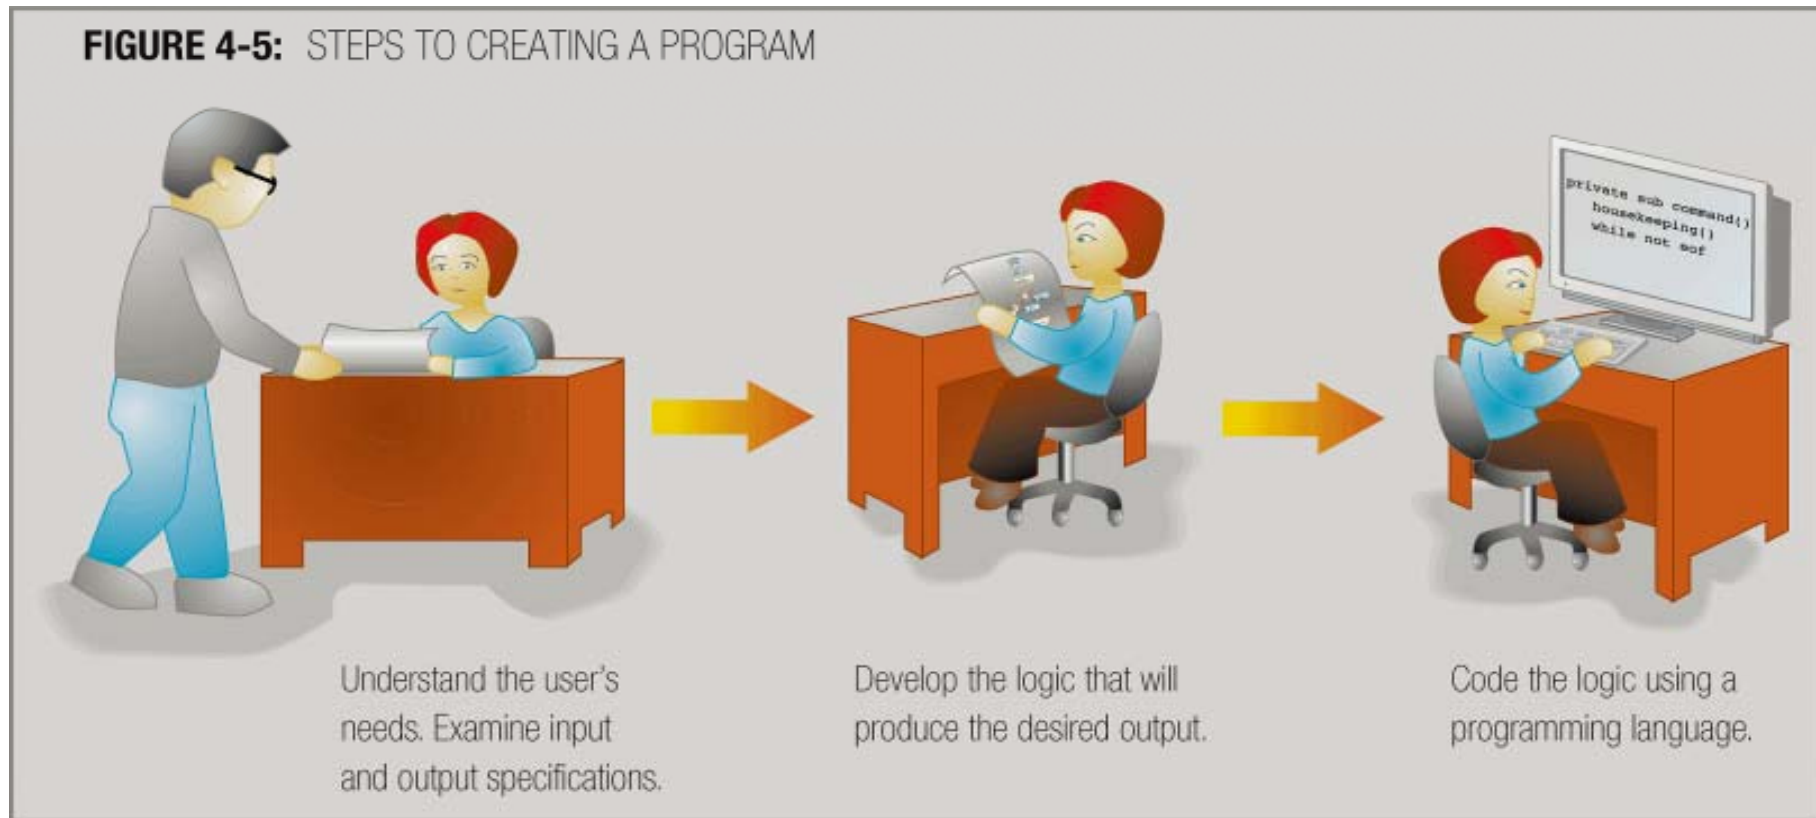 FIGURE 4-5: STEPS TO CREATING A PROGRAM
private sub command()
housekeeping()
while not eof
Understand the user's
needs. Examine input
and output specifications.
Develop the logic that will
produce the desired output.
Code the logic using a
programming language.